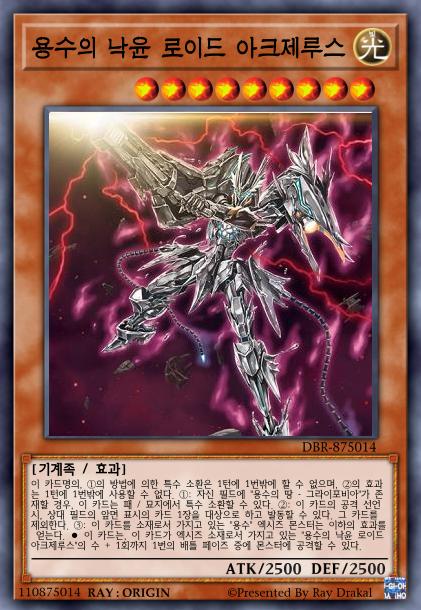 용수의 낙윤 로이드 아크제루스
光
DBR-875014
[기계족 / 효과]
이 카드명의, ①의 방법에 의한 특수 소환은 1턴에 1번밖에 할 수 없으며, ②의 효과
는 1턴에 1번밖에 사용할 수 없다. ①: 자신 필드에 "용수의 땅 - 그라이포비아"가 존
재할 경우, 이 카드는 패 / 묘지에서 특수 소환할 수 있다. ②: 이 카드의 공격 선언
시, 상대 필드의 앞면 표시의 카드 1장을 대상으로 하고 발동할 수 있다. 그 카드를
제외한다. ③: 이 카드를 소재로서 가지고 있는 "용수" 엑시즈 몬스터는 이하의 효과를
얻는다. ● 이 카드는, 이 카드가 엑시즈 소재로서 가지고 있는 "용수의 낙윤 로이드
아크제루스"의 수 + 1회까지 1번의 배틀 페이즈 중에 몬스터에 공격할 수 있다.
ATK/2500 DEF/2500
110875014 RAY : ORIGIN ©Presented By Ray Drakal